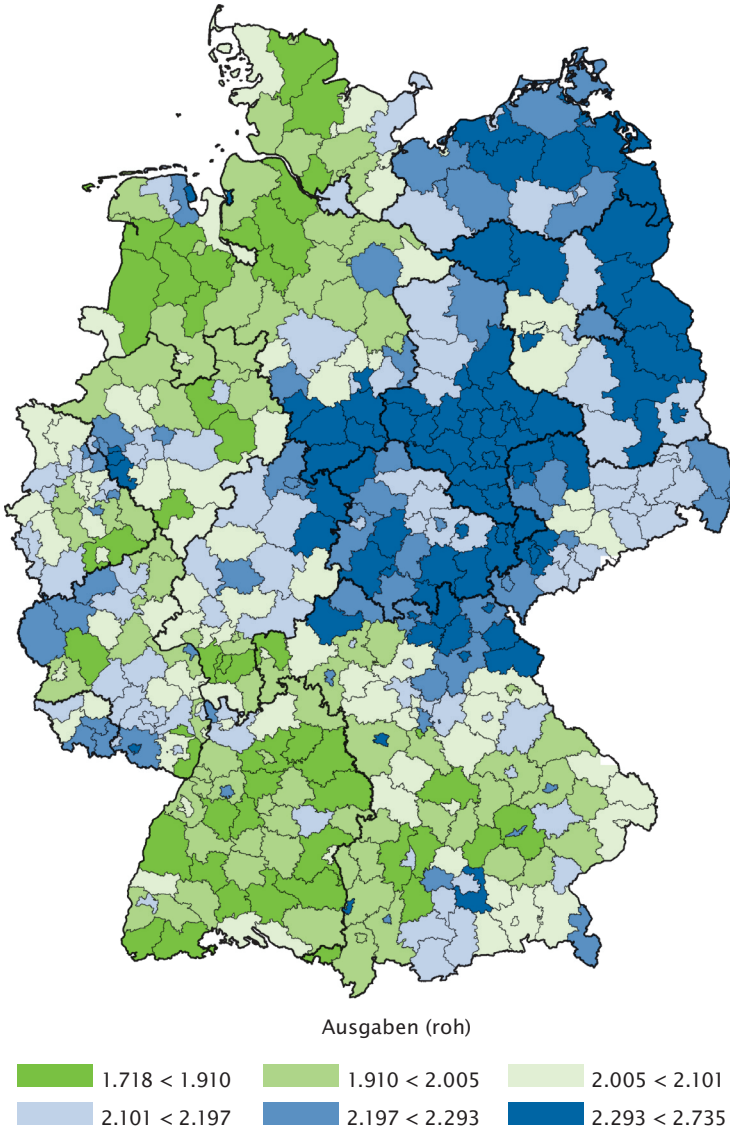 Ausgaben (roh)
1.718 < 1.910 1.910 < 2.005 2.005 < 2.101
2.101 < 2.197 2.197 < 2.293 2.293 < 2.735